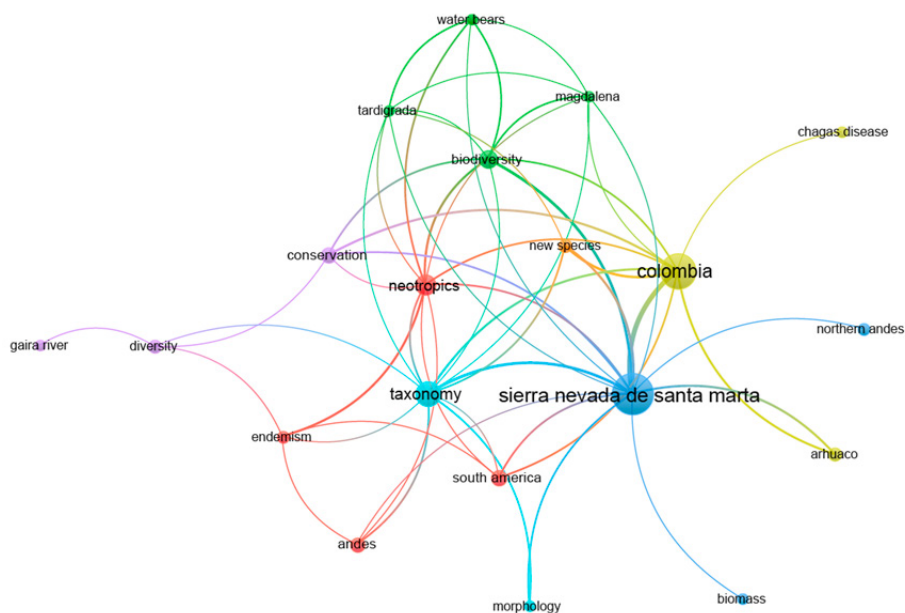 water bears
magdalena
tardigrada
chagas disease
biodiversity
new species
conservation
colombia
neotropics
northern andes
gaira river
diversity
taxonomy
sierra nevada de santa marta
endemism
arhuaco
south america
andes
biomass
morphology